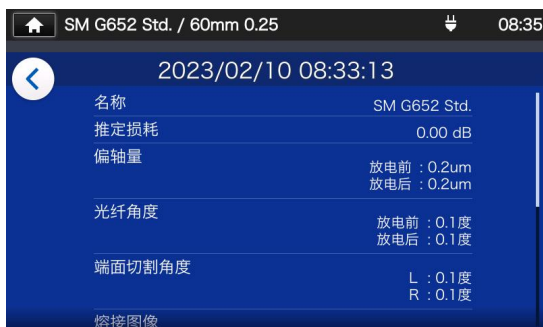 SM G652 Std. / 60mm 0.25 08:35
2023/02/10 08:33:13
名称 SM G652 Std.
推定损耗 0.00 dB
偏轴量 放电前 : 0.2um
放电后 : 0.2um
光纤角度 放电前 : 0.1度
放电后 : 0.1度
端面切割角度 L : 0.1度
R : 0.1度
熔接图像